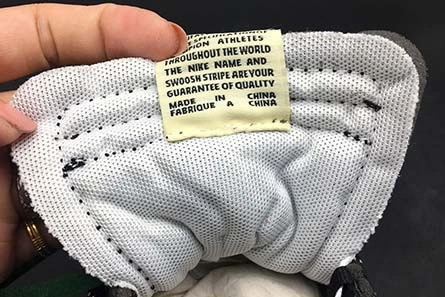 ION ATHLETES
THROUGHOUT THE WORLD
THE NIKE NAME AND
SWOOSH STRIPE ARE YOUR
GUARANTEE OF QUALITY
MADE IN CHINA
FABRIQUE A CHINA